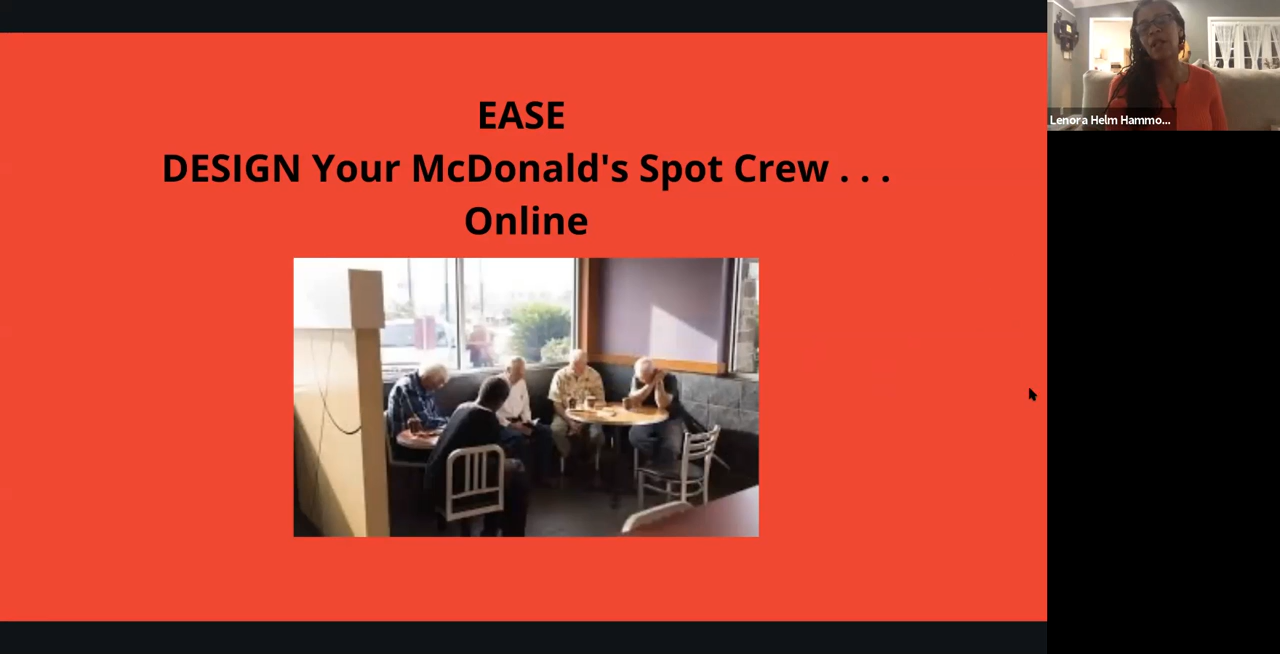 EASE
DESIGN Your McDonald's Spot Crew . . .
Online
Lenora Helm Hammo...